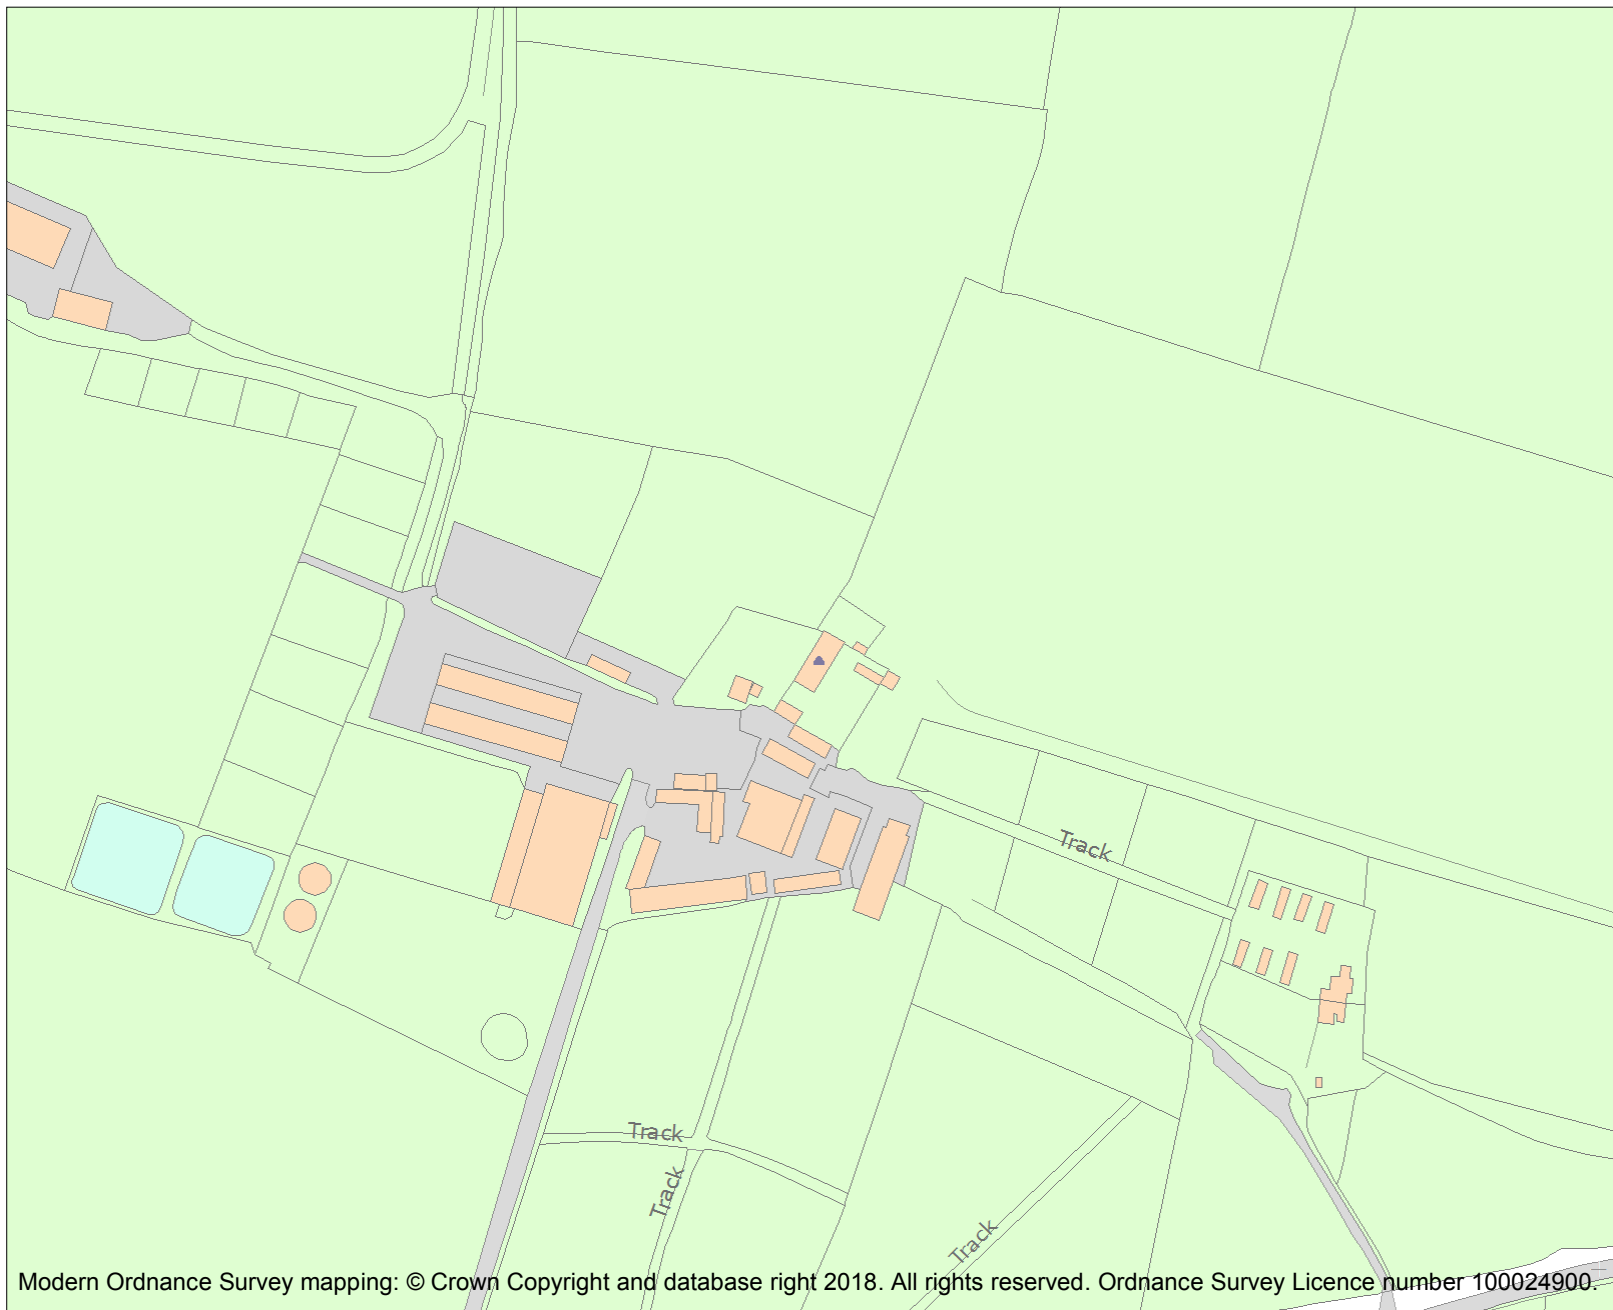 Track
Track
Track
Track
Modern Ordnance Survey mapping: © Crown Copyright and database right 2018. All rights reserved. Ordnance Survey Licence number 100024900.